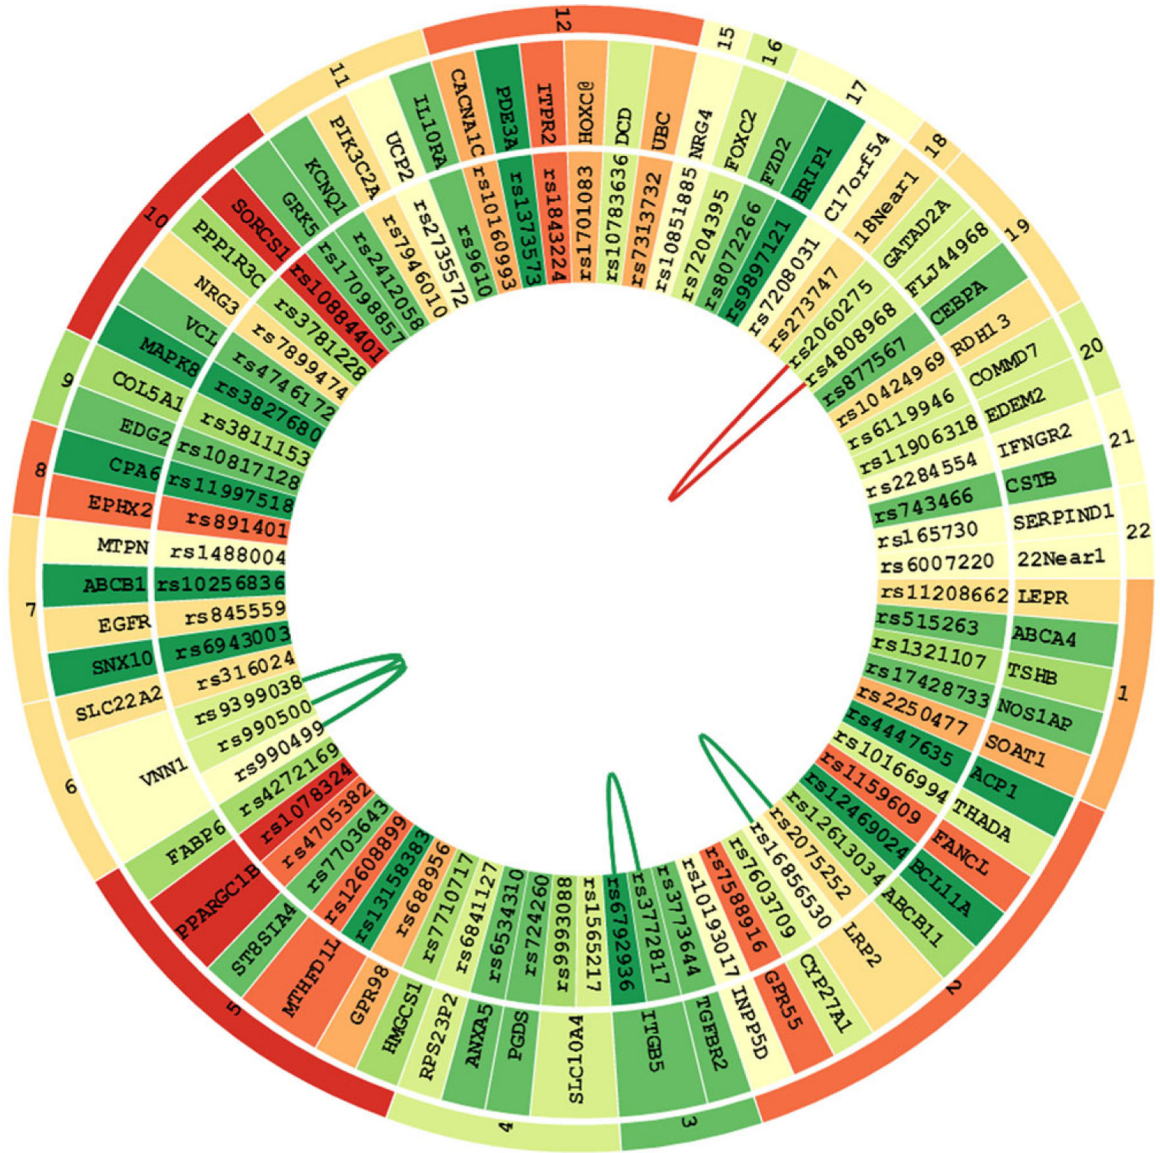 1
2
3
4
5
6
7
8
9
10
11
12
15
16
17
18
19
20
21
22
LEPR
ABCA4
TSHB
NOS1AP
SOAT1
ACP1
THADA
FANCL
BCL11A
ABCB11
LRP2
CYP27A1
GPR55
INPP5D
TGFBR2
ITGB5
SLC10A4
PGDS
ANXA5
RPS23P2
HMGCS1
GPR98
MTHFD1L
ST8SIA4
PPARGC1B
FABP6
VNN1
SLC22A2
SNX10
EGFR
ABCB1
MTPN
EPHX2
CPA6
EDG2
COL5A1
MAPK8
VCL
NRG3
PPP1R3C
SORCS1
GRK5
KCNQ1
PIK3C2A
UCP2
IL10RA
CACNA1C
PDE3A
ITPR2
HOXC@
DCD
UBC
NRG4
FOXC2
FZD2
BRIP1
C17orf54
18Near1
GATAD2A
FLJ44968
CEBPA
RDH13
COMMD7
EDEM2
IFNGR2
CSTB
SERPIND1
22Near1
rs11208662
rs515263
rs1321107
rs17428733
rs2250477
rs4447635
rs10166994
rs1159609
rs12469024
rs12613034
rs2075252
rs16856530
rs7603709
rs7588916
rs10193017
rs3773644
rs3772817
rs6792936
rs1565217
rs9993088
rs724260
rs6534310
rs6841127
rs7710717
rs688956
rs13158383
rs12608899
rs7703643
rs4705382
rs1078324
rs4272169
rs990499
rs990500
rs9399038
rs316024
rs6943003
rs845559
rs10256836
rs1488004
rs891401
rs11997518
rs10817128
rs3811153
rs3827680
rs4746172
rs7899474
rs3781228
rs10884401
rs1709885
rs2412058
rs7946010
rs2735572
rs9610
rs10160993
rs1373573
rs1843224
rs1701083
rs10783636
rs7313732
rs10851885
rs7204395
rs8072266
rs9897121
rs7208031
rs273747
rs2060275
rs4808968
rs877567
rs10424969
rs6119946
rs11906318
rs2284554
rs743466
rs165730
rs6007220